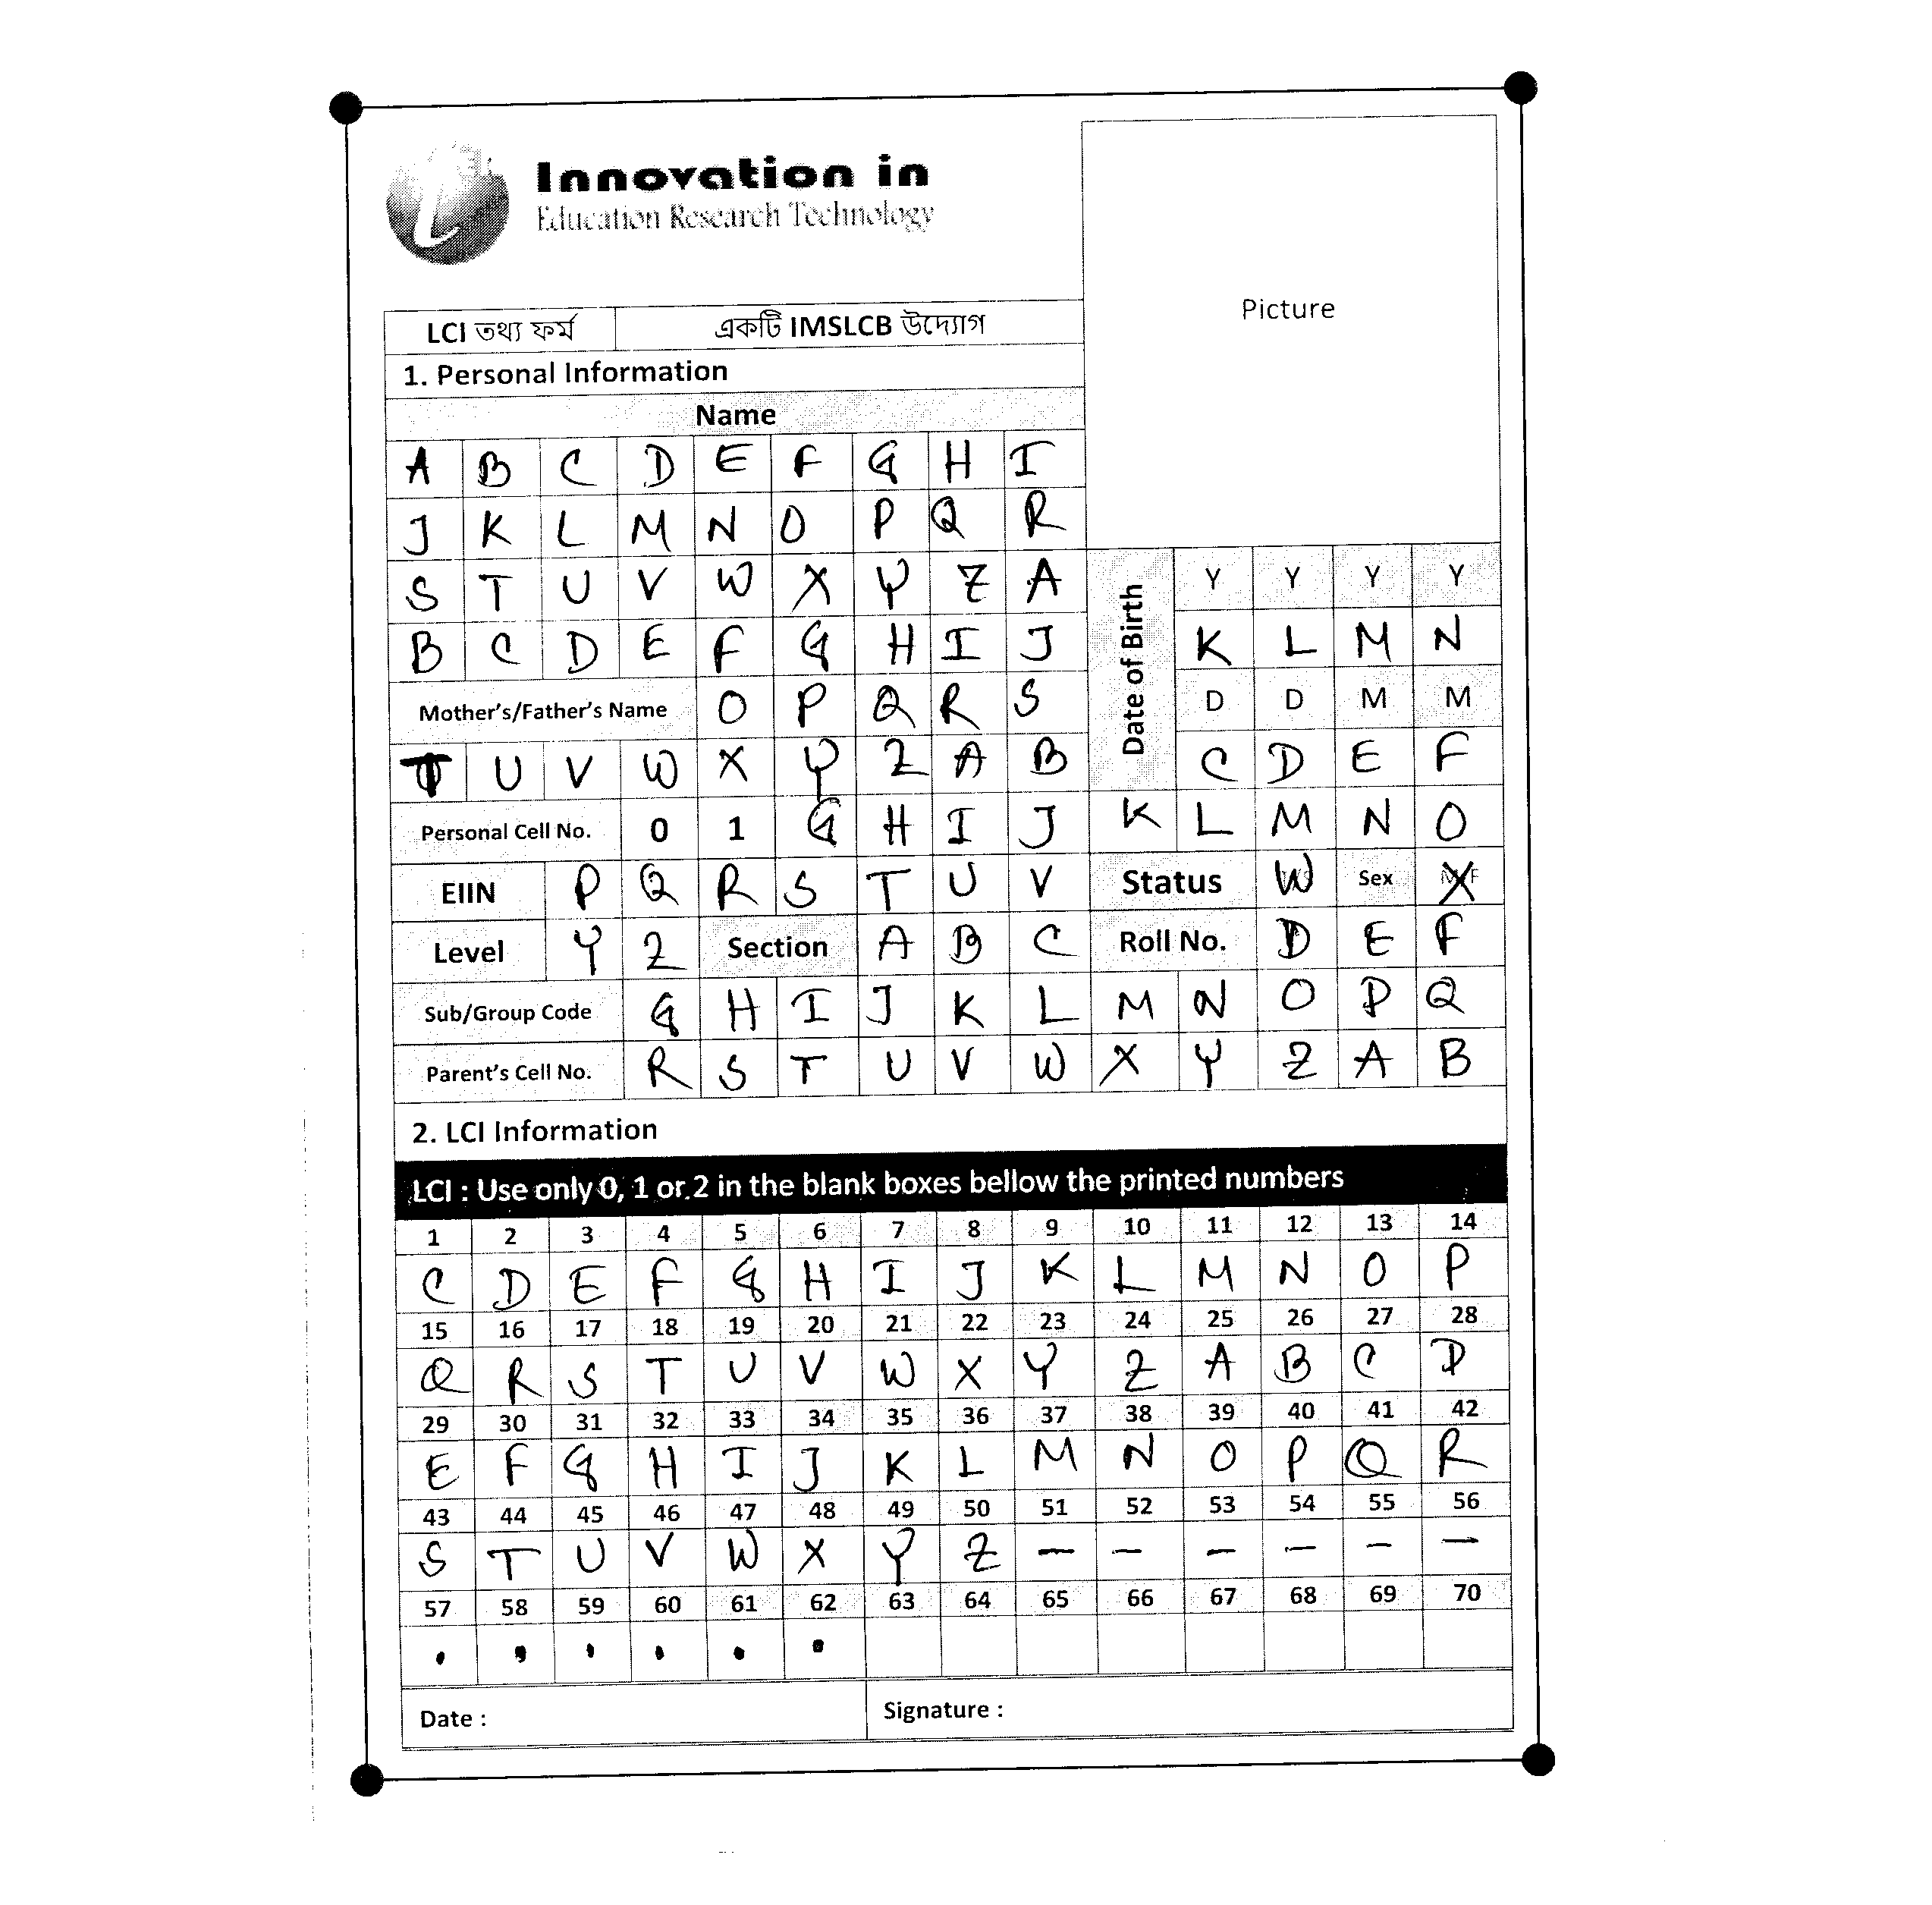 Innovation in
Education Research Technology
Picture
LCI তথ্য ফর্ম একটি IMSLCB উদ্যোগ
1. Personal Information
Name
A B C D E F G H I
J K L M N O P Q R
S T U V W X Y Z A
Date of Birth Y Y Y Y
B C D E F G H I J K L M N
Mother's/Father's Name O P Q R S D D M M
T U V W X Y Z A B C D E F
Personal Cell No. 0 1 G H I J K L M N O
EIIN P Q R S T U V Status W Sex X
Level Y Z Section A B C Roll No. D E F
Sub/Group Code G H I J K L M N O P Q
Parent's Cell No. R S T U V W X Y Z A B
2. LCI Information
LCI : Use only 0, 1 or 2 in the blank boxes bellow the printed numbers
1 2 3 4 5 6 7 8 9 10 11 12 13 14
C D E F G H I J K L M N O P
15 16 17 18 19 20 21 22 23 24 25 26 27 28
Q R S T U V W X Y Z A B C D
29 30 31 32 33 34 35 36 37 38 39 40 41 42
E F G H I J K L M N O P Q R
43 44 45 46 47 48 49 50 51 52 53 54 55 56
S T U V W X Y Z — — — — — —
57 58 59 60 61 62 63 64 65 66 67 68 69 70
. . . . . .
Date : Signature :